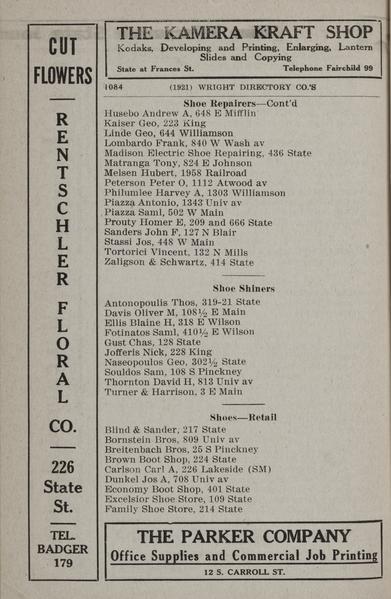 CUT
FLOWERS
RENTSCHLER FLORAL
CO.
226
State
St.
TEL.
BADGER
179
THE KAMERA KRAFT SHOP
Kodaks, Developing and Printing, Enlarging, Lantern
Slides and Copying
State at Frances St. Telephone Fairchild 99
1084 (1921) WRIGHT DIRECTORY CO.'S
Shoe Repairers—Cont'd
Husebo Andrew A, 648 E Mifflin
Kaiser Geo, 223 King
Linde Geo, 644 Williamson
Lombardo Frank, 840 W Wash av
Madison Electric Shoe Repairing, 436 State
Matranga Tony, 824 E Johnson
Melsen Hubert, 1958 Railroad
Peterson Peter O, 1112 Atwood av
Philumlee Harvey A, 1303 Williamson
Piazza Antonio, 1343 Univ av
Piazza Saml, 502 W Main
Prouty Homer E, 209 and 666 State
Sanders John F, 127 N Blair
Stassi Jos, 448 W Main
Tortorici Vincent, 132 N Mills
Zaligson & Schwartz, 414 State
Shoe Shiners
Antonopoulis Thos, 319-21 State
Davis Oliver M, 108½ E Main
Ellis Blaine H, 318 E Wilson
Fotinatos Saml, 410½ E Wilson
Gust Chas, 128 State
Jofferis Nick, 228 King
Naseopoulos Geo, 302½ State
Souldos Sam, 108 S Pinckney
Thornton David H, 813 Univ av
Turner & Harrison, 3 E Main
Shoes—Retail
Blind & Sander, 217 State
Bornstein Bros, 809 Univ av
Breitenbach Bros, 25 S Pinckney
Brown Boot Shop, 224 State
Carlson Carl A, 226 Lakeside (SM)
Dunkel Jos A, 708 Univ av
Economy Boot Shop, 401 State
Excelsior Shoe Store, 109 State
Family Shoe Store, 214 State
THE PARKER COMPANY
Office Supplies and Commercial Job Printing
12 S. CARROLL ST.